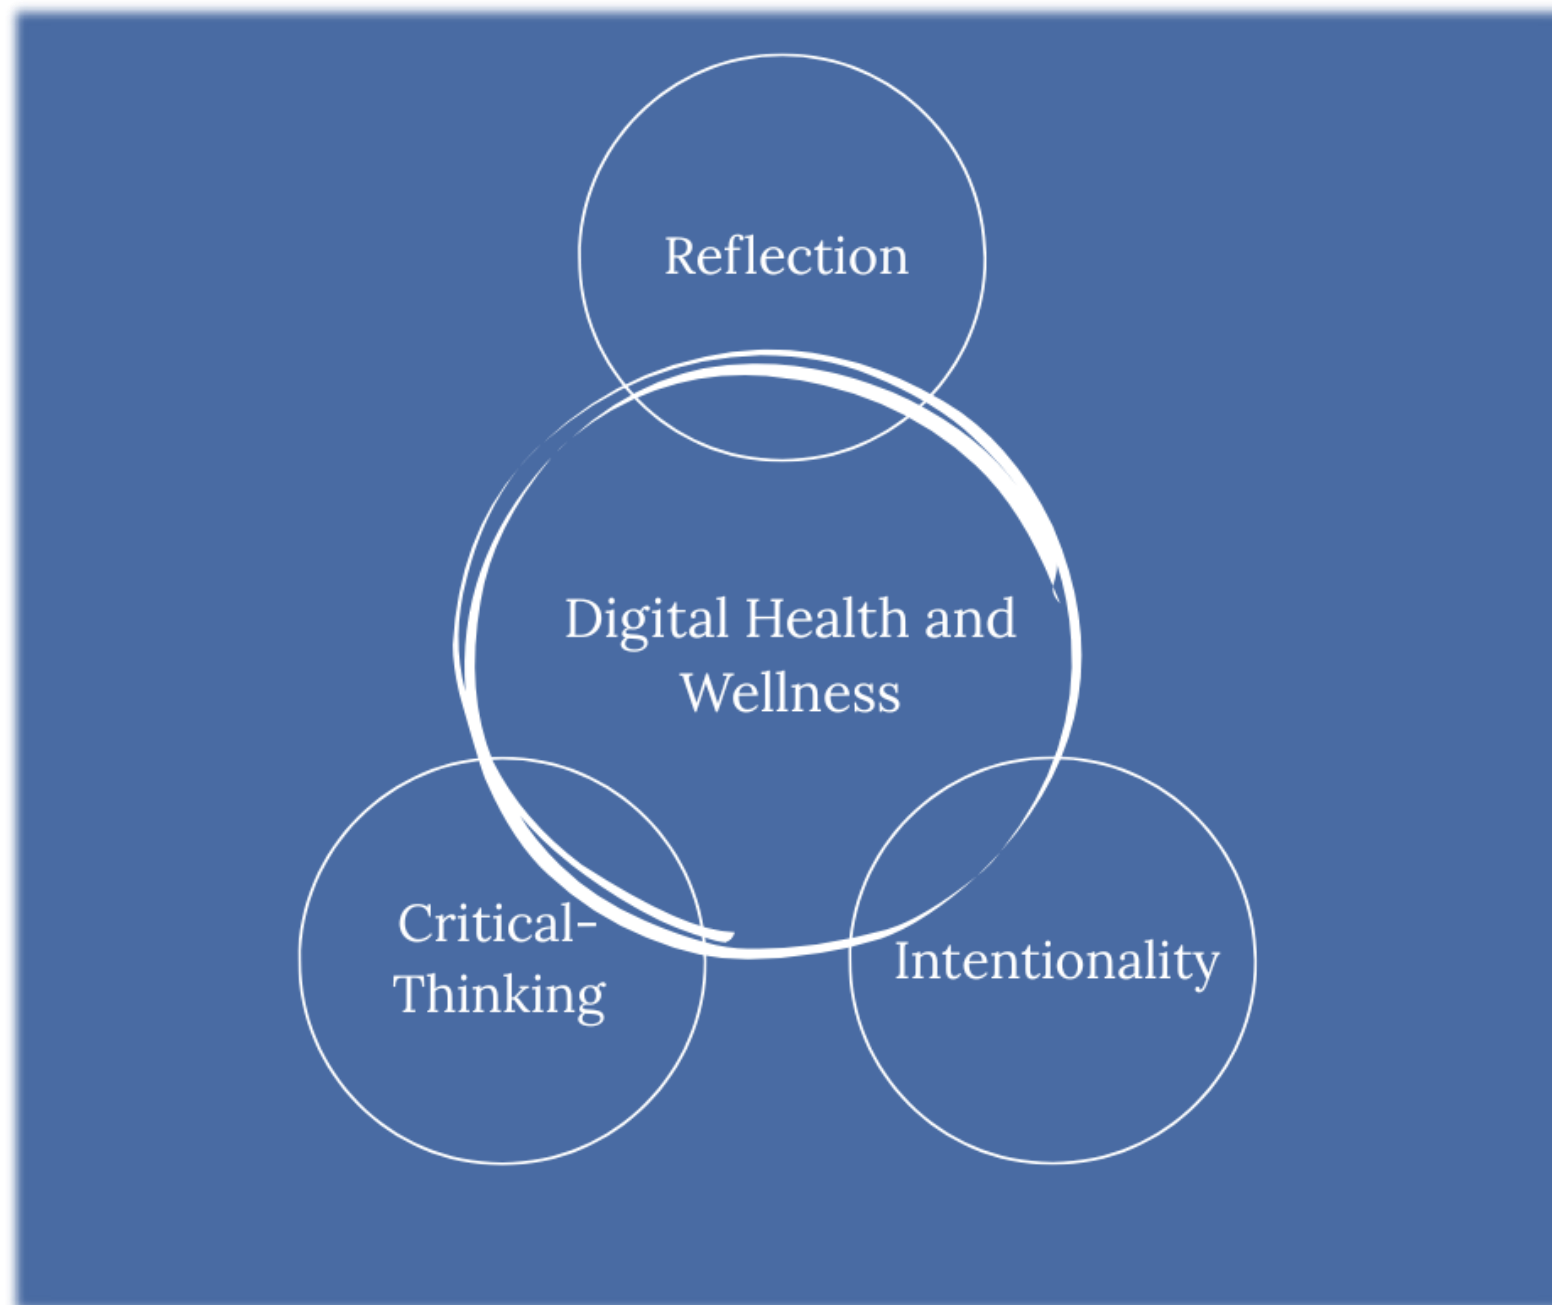 Reflection
Digital Health and
Wellness
Critical-
Thinking
Intentionality